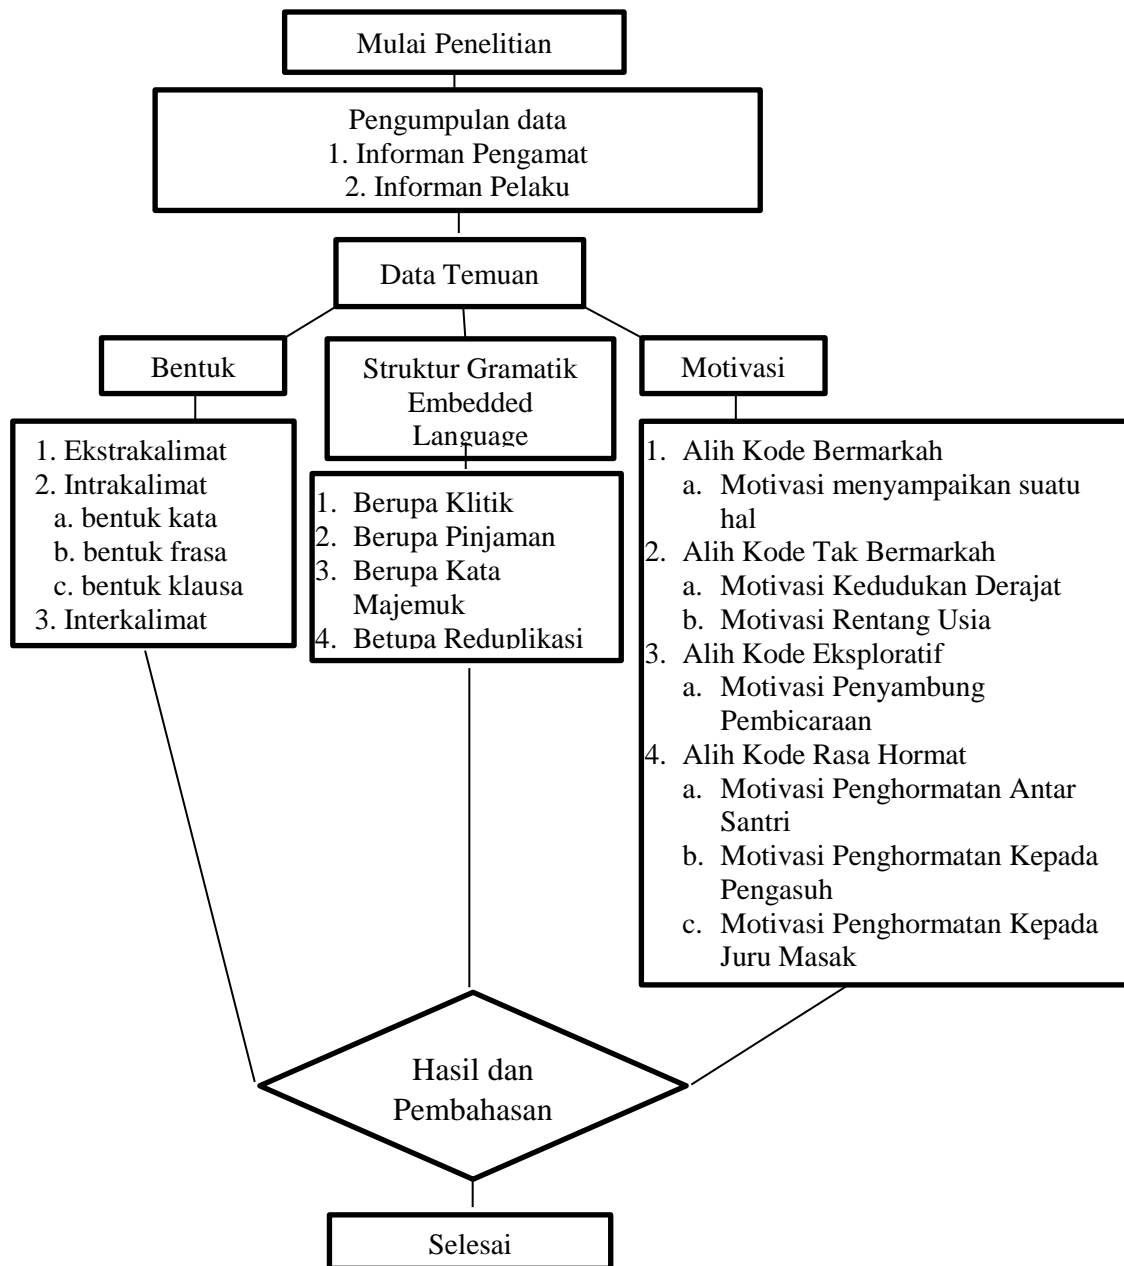 Mulai Penelitian
Pengumpulan data
1. Informan Pengamat
2. Informan Pelaku
Data Temuan
Bentuk
Struktur Gramatik
Embedded
Language
Motivasi
1. Ekstrakalimat
2. Intrakalimat
a. bentuk kata
b. bentuk frasa
c. bentuk klausa
3. Interkalimat
1. Berupa Klitik
2. Berupa Pinjaman
3. Berupa Kata
Majemuk
4. Betupa Reduplikasi
1. Alih Kode Bermarkah
a. Motivasi menyampaikan suatu
hal
2. Alih Kode Tak Bermarkah
a. Motivasi Kedudukan Derajat
b. Motivasi Rentang Usia
3. Alih Kode Eksploratif
a. Motivasi Penyambung
Pembicaraan
4. Alih Kode Rasa Hormat
a. Motivasi Penghormatan Antar
Santri
b. Motivasi Penghormatan Kepada
Pengasuh
c. Motivasi Penghormatan Kepada
Juru Masak
Hasil dan
Pembahasan
Selesai